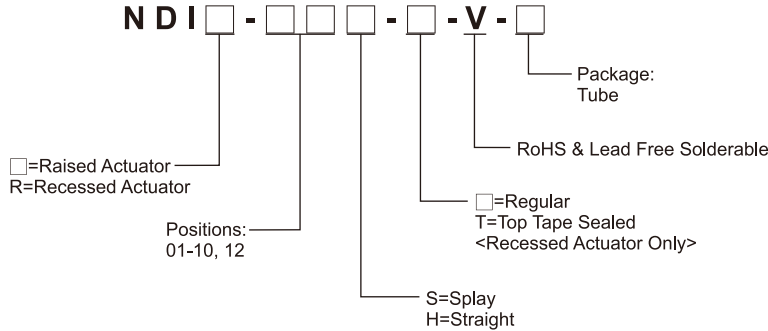 NDI□-□□□-□-V-□
Package:
Tube
RoHS & Lead Free Solderable
□=Raised Actuator
R=Recessed Actuator
□=Regular
T=Top Tape Sealed
<Recessed Actuator Only>
Positions:
01-10, 12
S=Splay
H=Straight